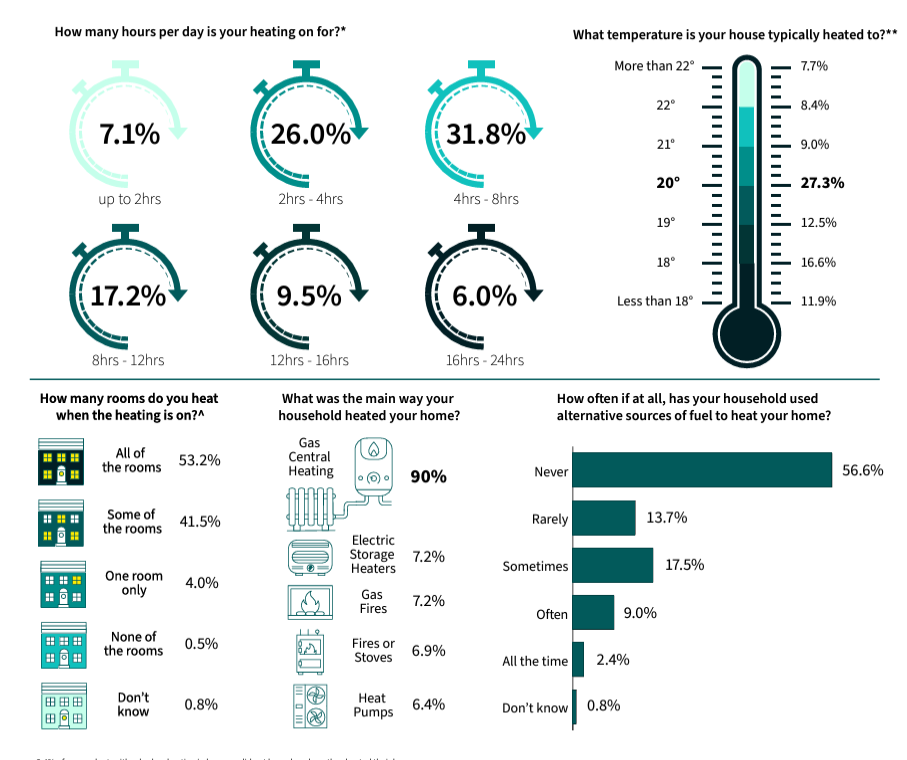 How many hours per day is your heating on for?*
7.1%
up to 2hrs
26.0%
2hrs - 4hrs
31.8%
4hrs - 8hrs
17.2%
8hrs - 12hrs
9.5%
12hrs - 16hrs
6.0%
16hrs - 24hrs
What temperature is your house typically heated to?**
More than 22° 7.7%
22° 8.4%
21° 9.0%
20° 27.3%
19° 12.5%
18° 16.6%
Less than 18° 11.9%
How many rooms do you heat
when the heating is on?^
All of
the rooms 53.2%
Some of
the rooms 41.5%
One room
only 4.0%
None of
the rooms 0.5%
Don't
know 0.8%
What was the main way your
household heated your home?
Gas
Central
Heating
90%
Electric
Storage
Heaters
7.2%
Gas
Fires
7.2%
Fires or
Stoves
6.9%
Heat
Pumps
6.4%
How often if at all, has your household used
alternative sources of fuel to heat your home?
Never 56.6%
Rarely 13.7%
Sometimes 17.5%
Often 9.0%
All the time 2.4%
Don't know 0.8%